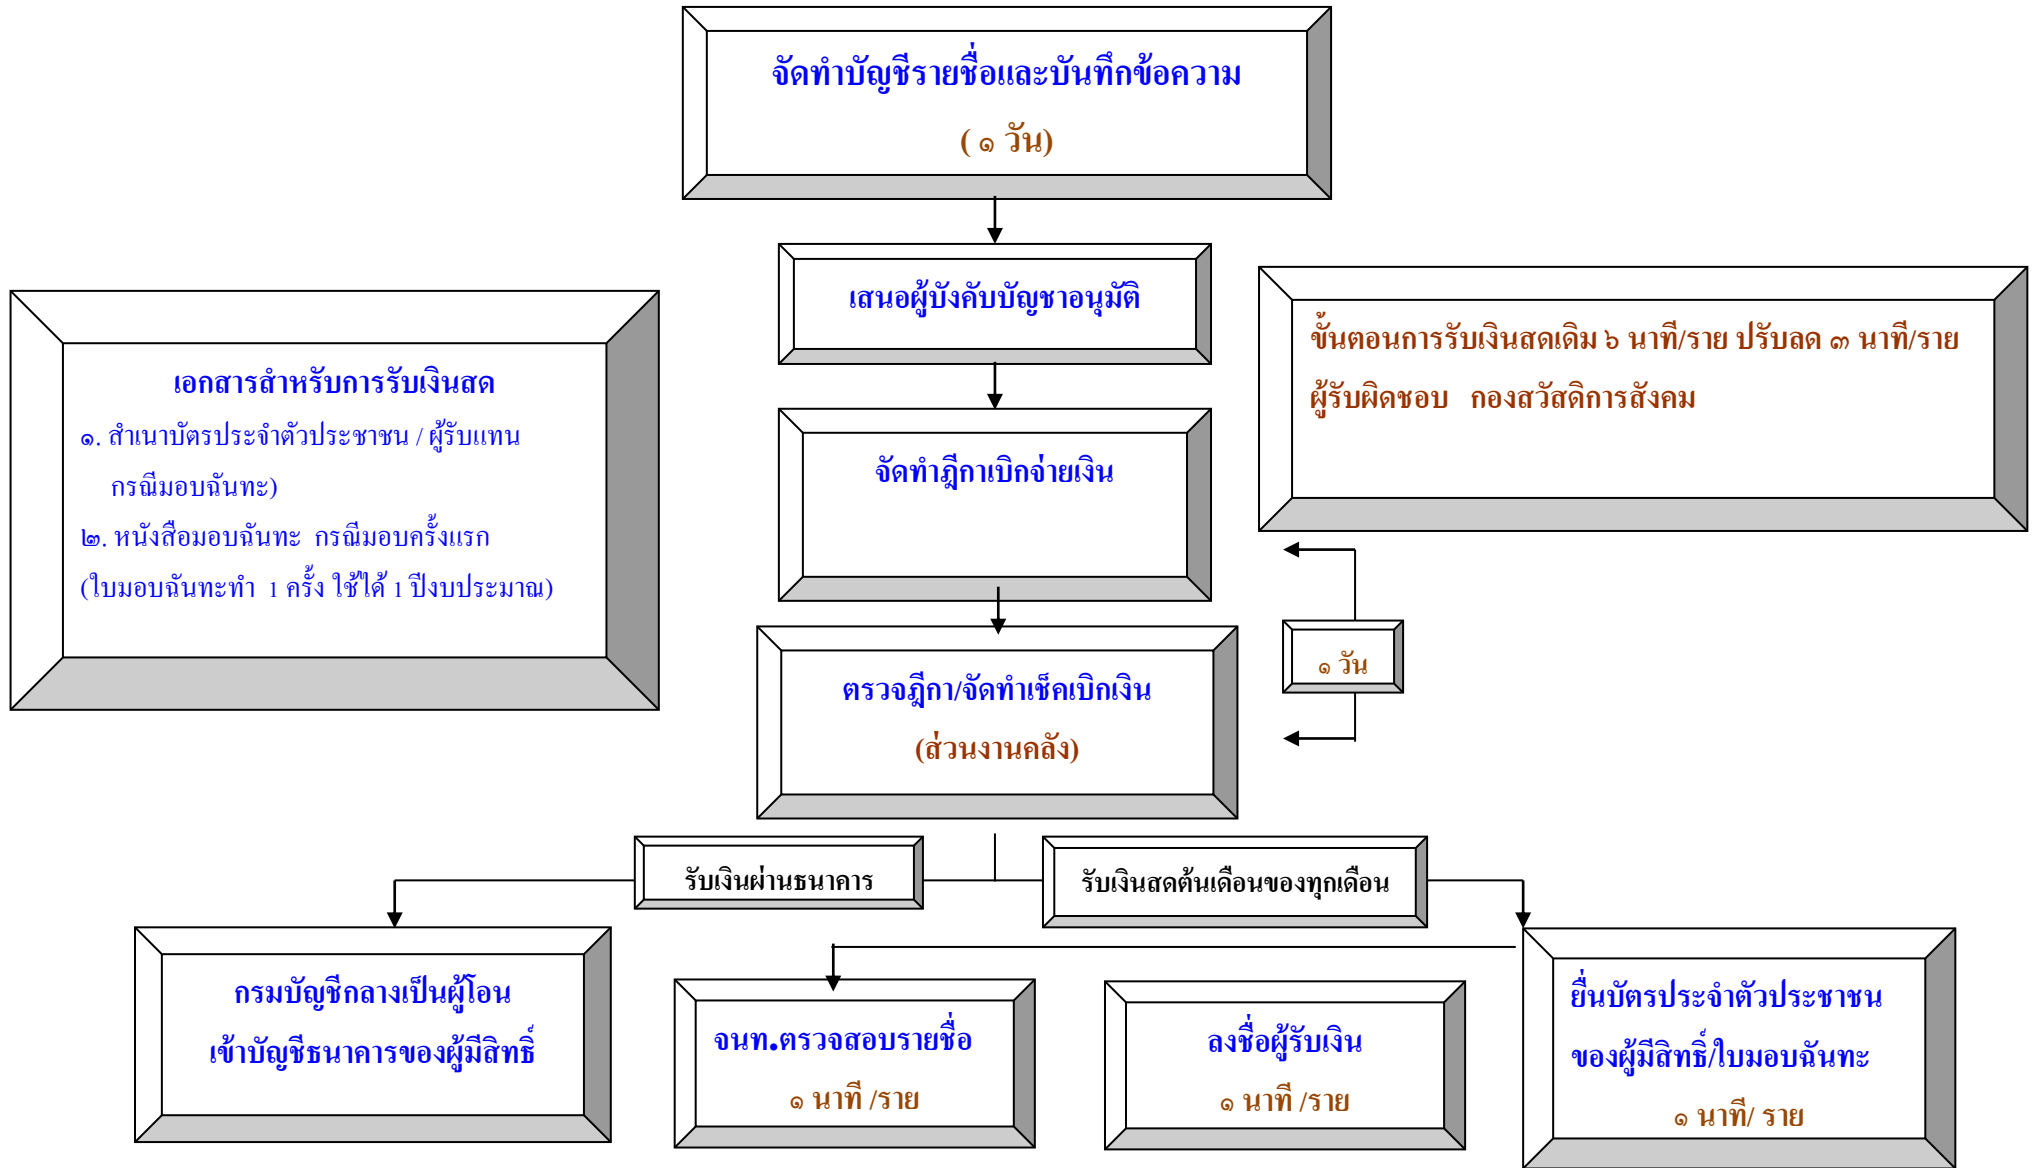 จัดทำบัญชีรายชื่อและบันทึกข้อความ
( ๑ วัน)
เสนอผู้บังคับบัญชาอนุมัติ
ขั้นตอนการรับเงินสดเดิม ๖ นาที/ราย ปรับลด ๓ นาที/ราย
ผู้รับผิดชอบ กองสวัสดิการสังคม
เอกสารสำหรับการรับเงินสด
๑. สำเนาบัตรประจำตัวประชาชน / ผู้รับแทน
กรณีมอบฉันทะ)
๒. หนังสือมอบฉันทะ กรณีมอบครั้งแรก
(ใบมอบฉันทะทำ 1 ครั้ง ใช้ได้ 1 ปีงบประมาณ)
จัดทำฎีกาเบิกจ่ายเงิน
๑ วัน
ตรวจฎีกา/จัดทำเช็คเบิกเงิน
(ส่วนงานคลัง)
รับเงินผ่านธนาคาร
รับเงินสดต้นเดือนของทุกเดือน
กรมบัญชีกลางเป็นผู้โอน
เข้าบัญชีธนาคารของผู้มีสิทธิ์
จนท.ตรวจสอบรายชื่อ
๑ นาที /ราย
ลงชื่อผู้รับเงิน
๑ นาที /ราย
ยื่นบัตรประจำตัวประชาชน
ของผู้มีสิทธิ์/ใบมอบฉันทะ
๑ นาที/ ราย